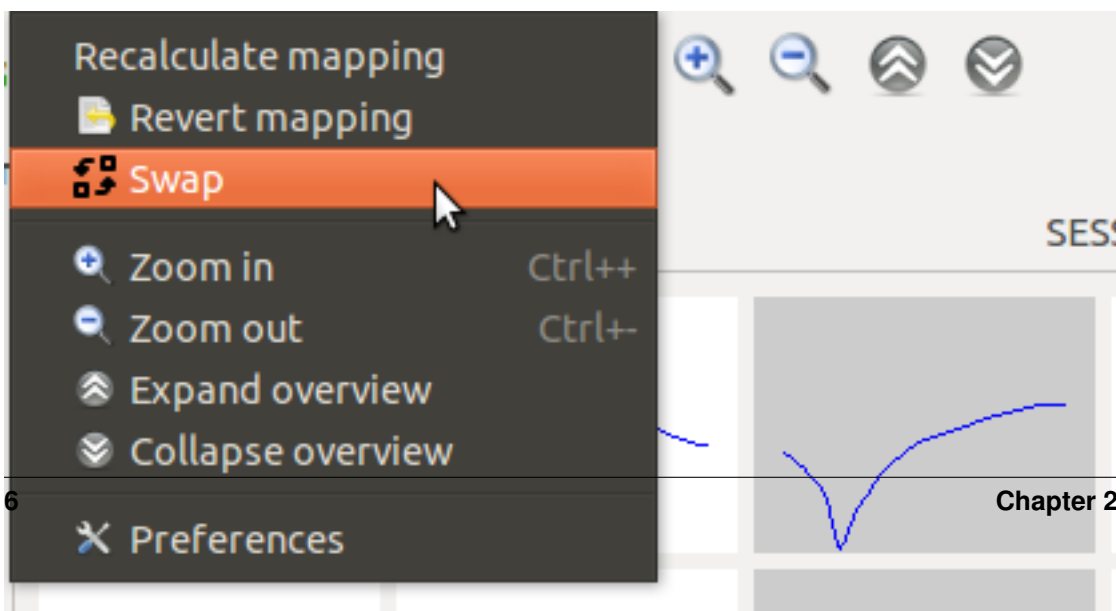 Recalculate mapping
Revert mapping
Swap
SESS
Zoom in Ctrl++
Zoom out Ctrl+-
Expand overview
Collapse overview
6 Chapter 2
Preferences